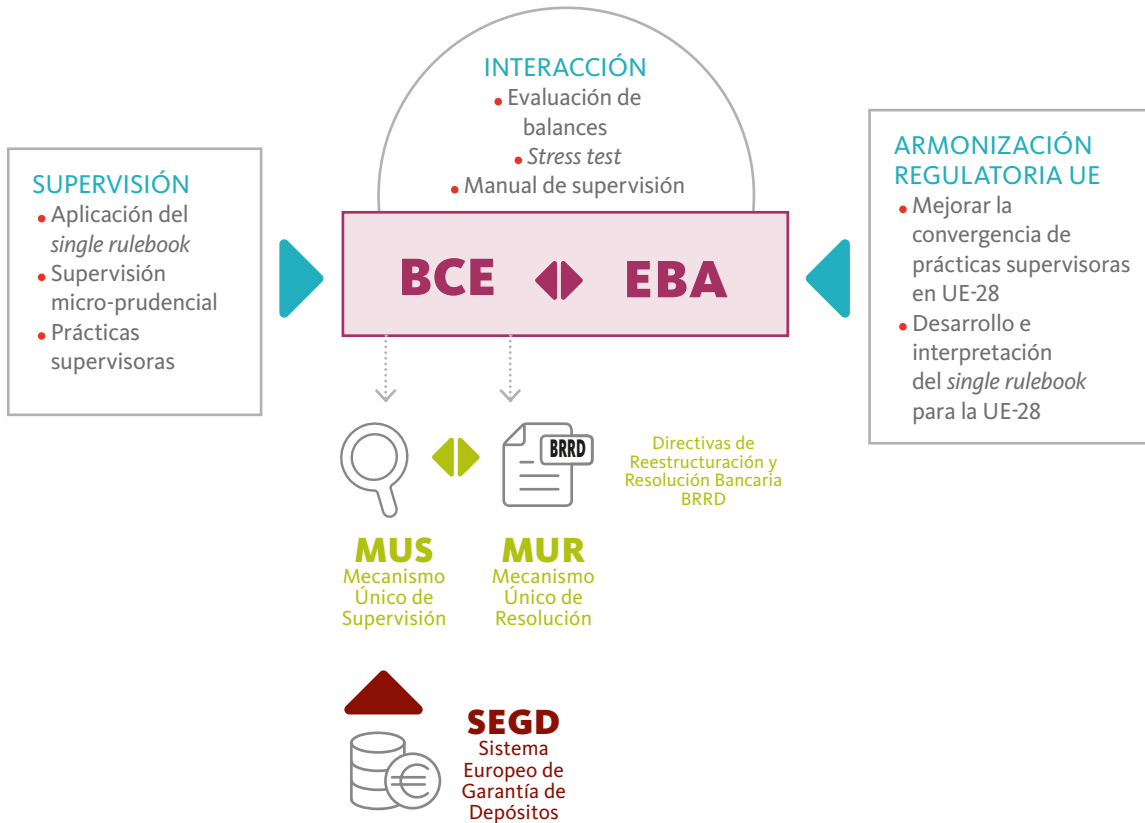 INTERACCIÓN
• Evaluación de
balances
• Stress test
• Manual de supervisión
SUPERVISIÓN
• Aplicación del
single rulebook
• Supervisión
micro-prudencial
• Prácticas
supervisoras
BCE EBA
ARMONIZACIÓN
REGULATORIA UE
• Mejorar la
convergencia de
prácticas supervisoras
en UE-28
• Desarrollo e
interpretación
del single rulebook
para la UE-28
BRRD
Directivas de
Reestructuración y
Resolución Bancaria
BRRD
MUS
Mecanismo
Único de
Supervisión
MUR
Mecanismo
Único de
Resolución
SEGD
Sistema
Europeo de
Garantía de
Depósitos